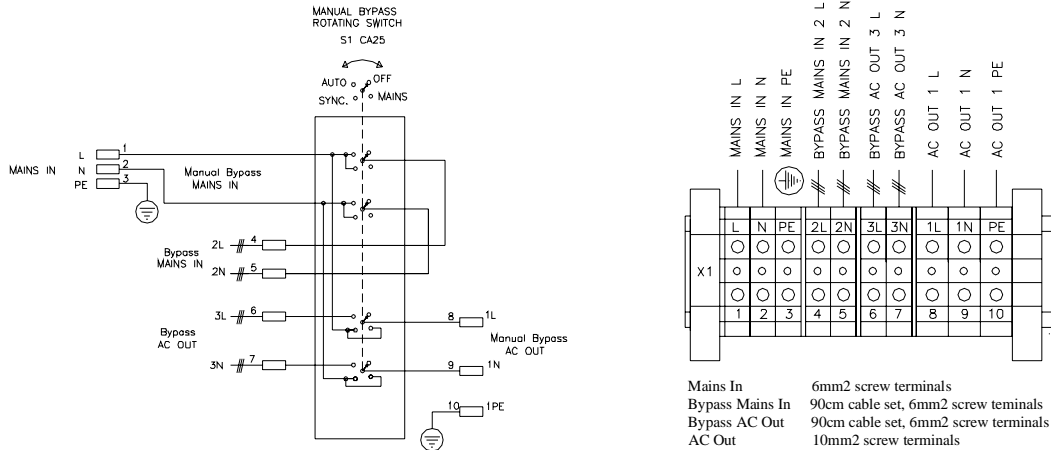 MANUAL BYPASS
ROTATING SWITCH
S1 CA25
AUTO
OFF
SYNC.
MAINS
MAINS IN
L
1
N
2
PE
3
Manual Bypass
MAINS IN
Bypass
MAINS IN
2L
4
2N
5
Bypass
AC OUT
3L
6
3N
7
8
1L
Manual Bypass
AC OUT
9
1N
10
1PE
MAINS IN L
MAINS IN N
MAINS IN PE
BYPASS MAINS IN 2 L
BYPASS MAINS IN 2 N
BYPASS AC OUT 3 L
BYPASS AC OUT 3 N
AC OUT 1 L
AC OUT 1 N
AC OUT 1 PE
L N PE 2L 2N 3L 3N 1L 1N PE
X1
1 2 3 4 5 6 7 8 9 10
Mains In 6mm2 screw terminals
Bypass Mains In 90cm cable set, 6mm2 screw teminals
Bypass AC Out 90cm cable set, 6mm2 screw teminals
AC Out 10mm2 screw terminals